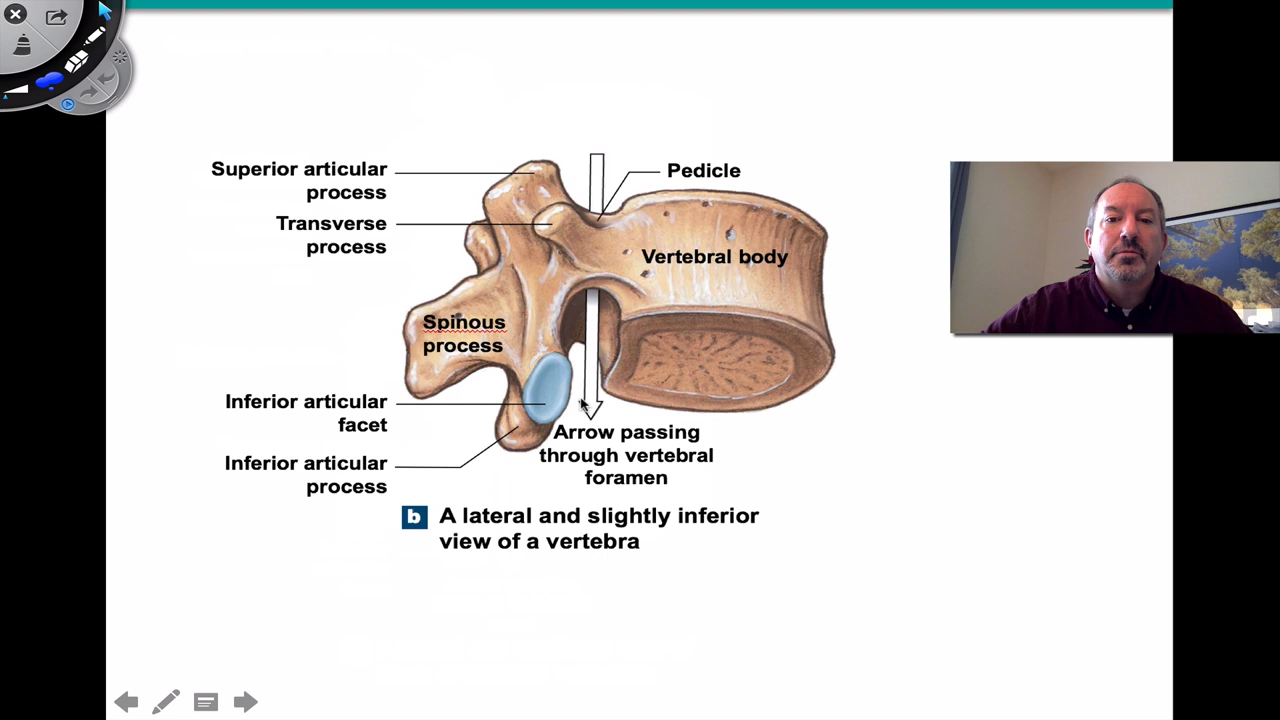 Superior articular
process
Pedicle
Transverse
process
Vertebral body
Spinous
process
Inferior articular
facet
Arrow passing
through vertebral
foramen
Inferior articular
process
b A lateral and slightly inferior
view of a vertebra